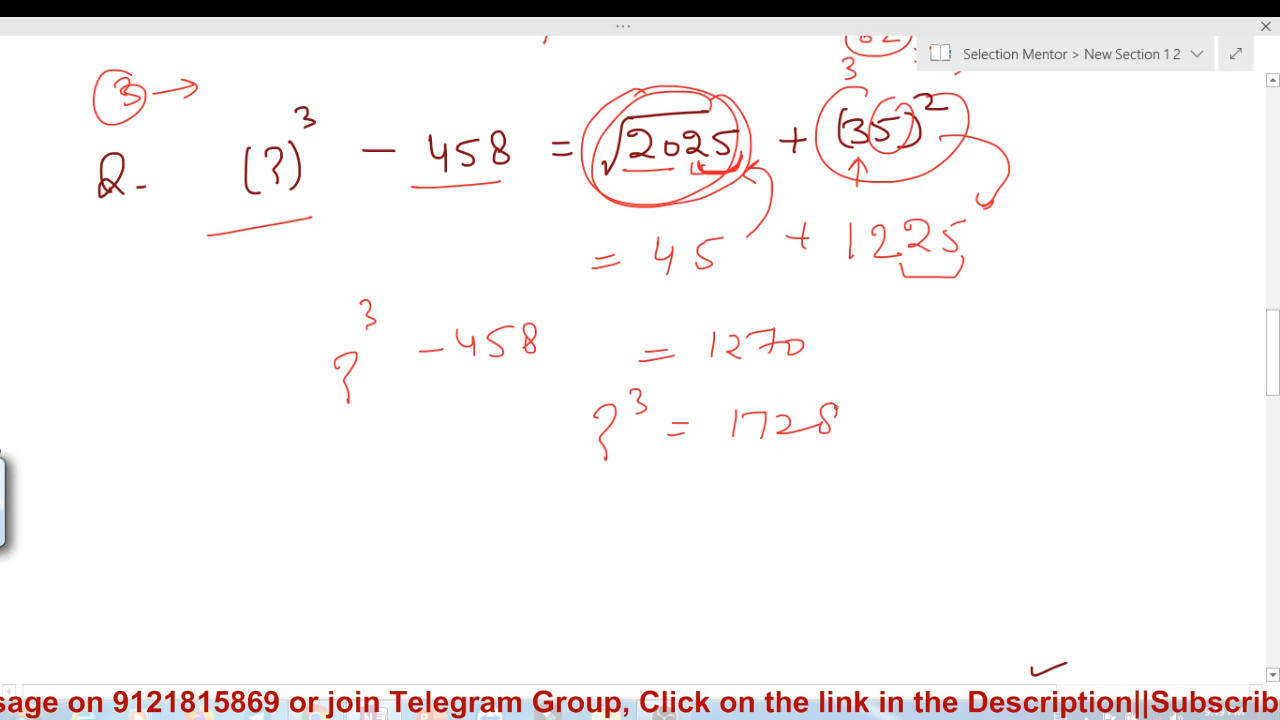 Selection Mentor > New Section 1 2
3
3 →
Q. (?)³ - 458 = √2025 + (35)²
= 45 + 1225
?³ - 458 = 1270
?³ = 1728
sage on 9121815869 or join Telegram Group, Click on the link in the Description||Subscrib